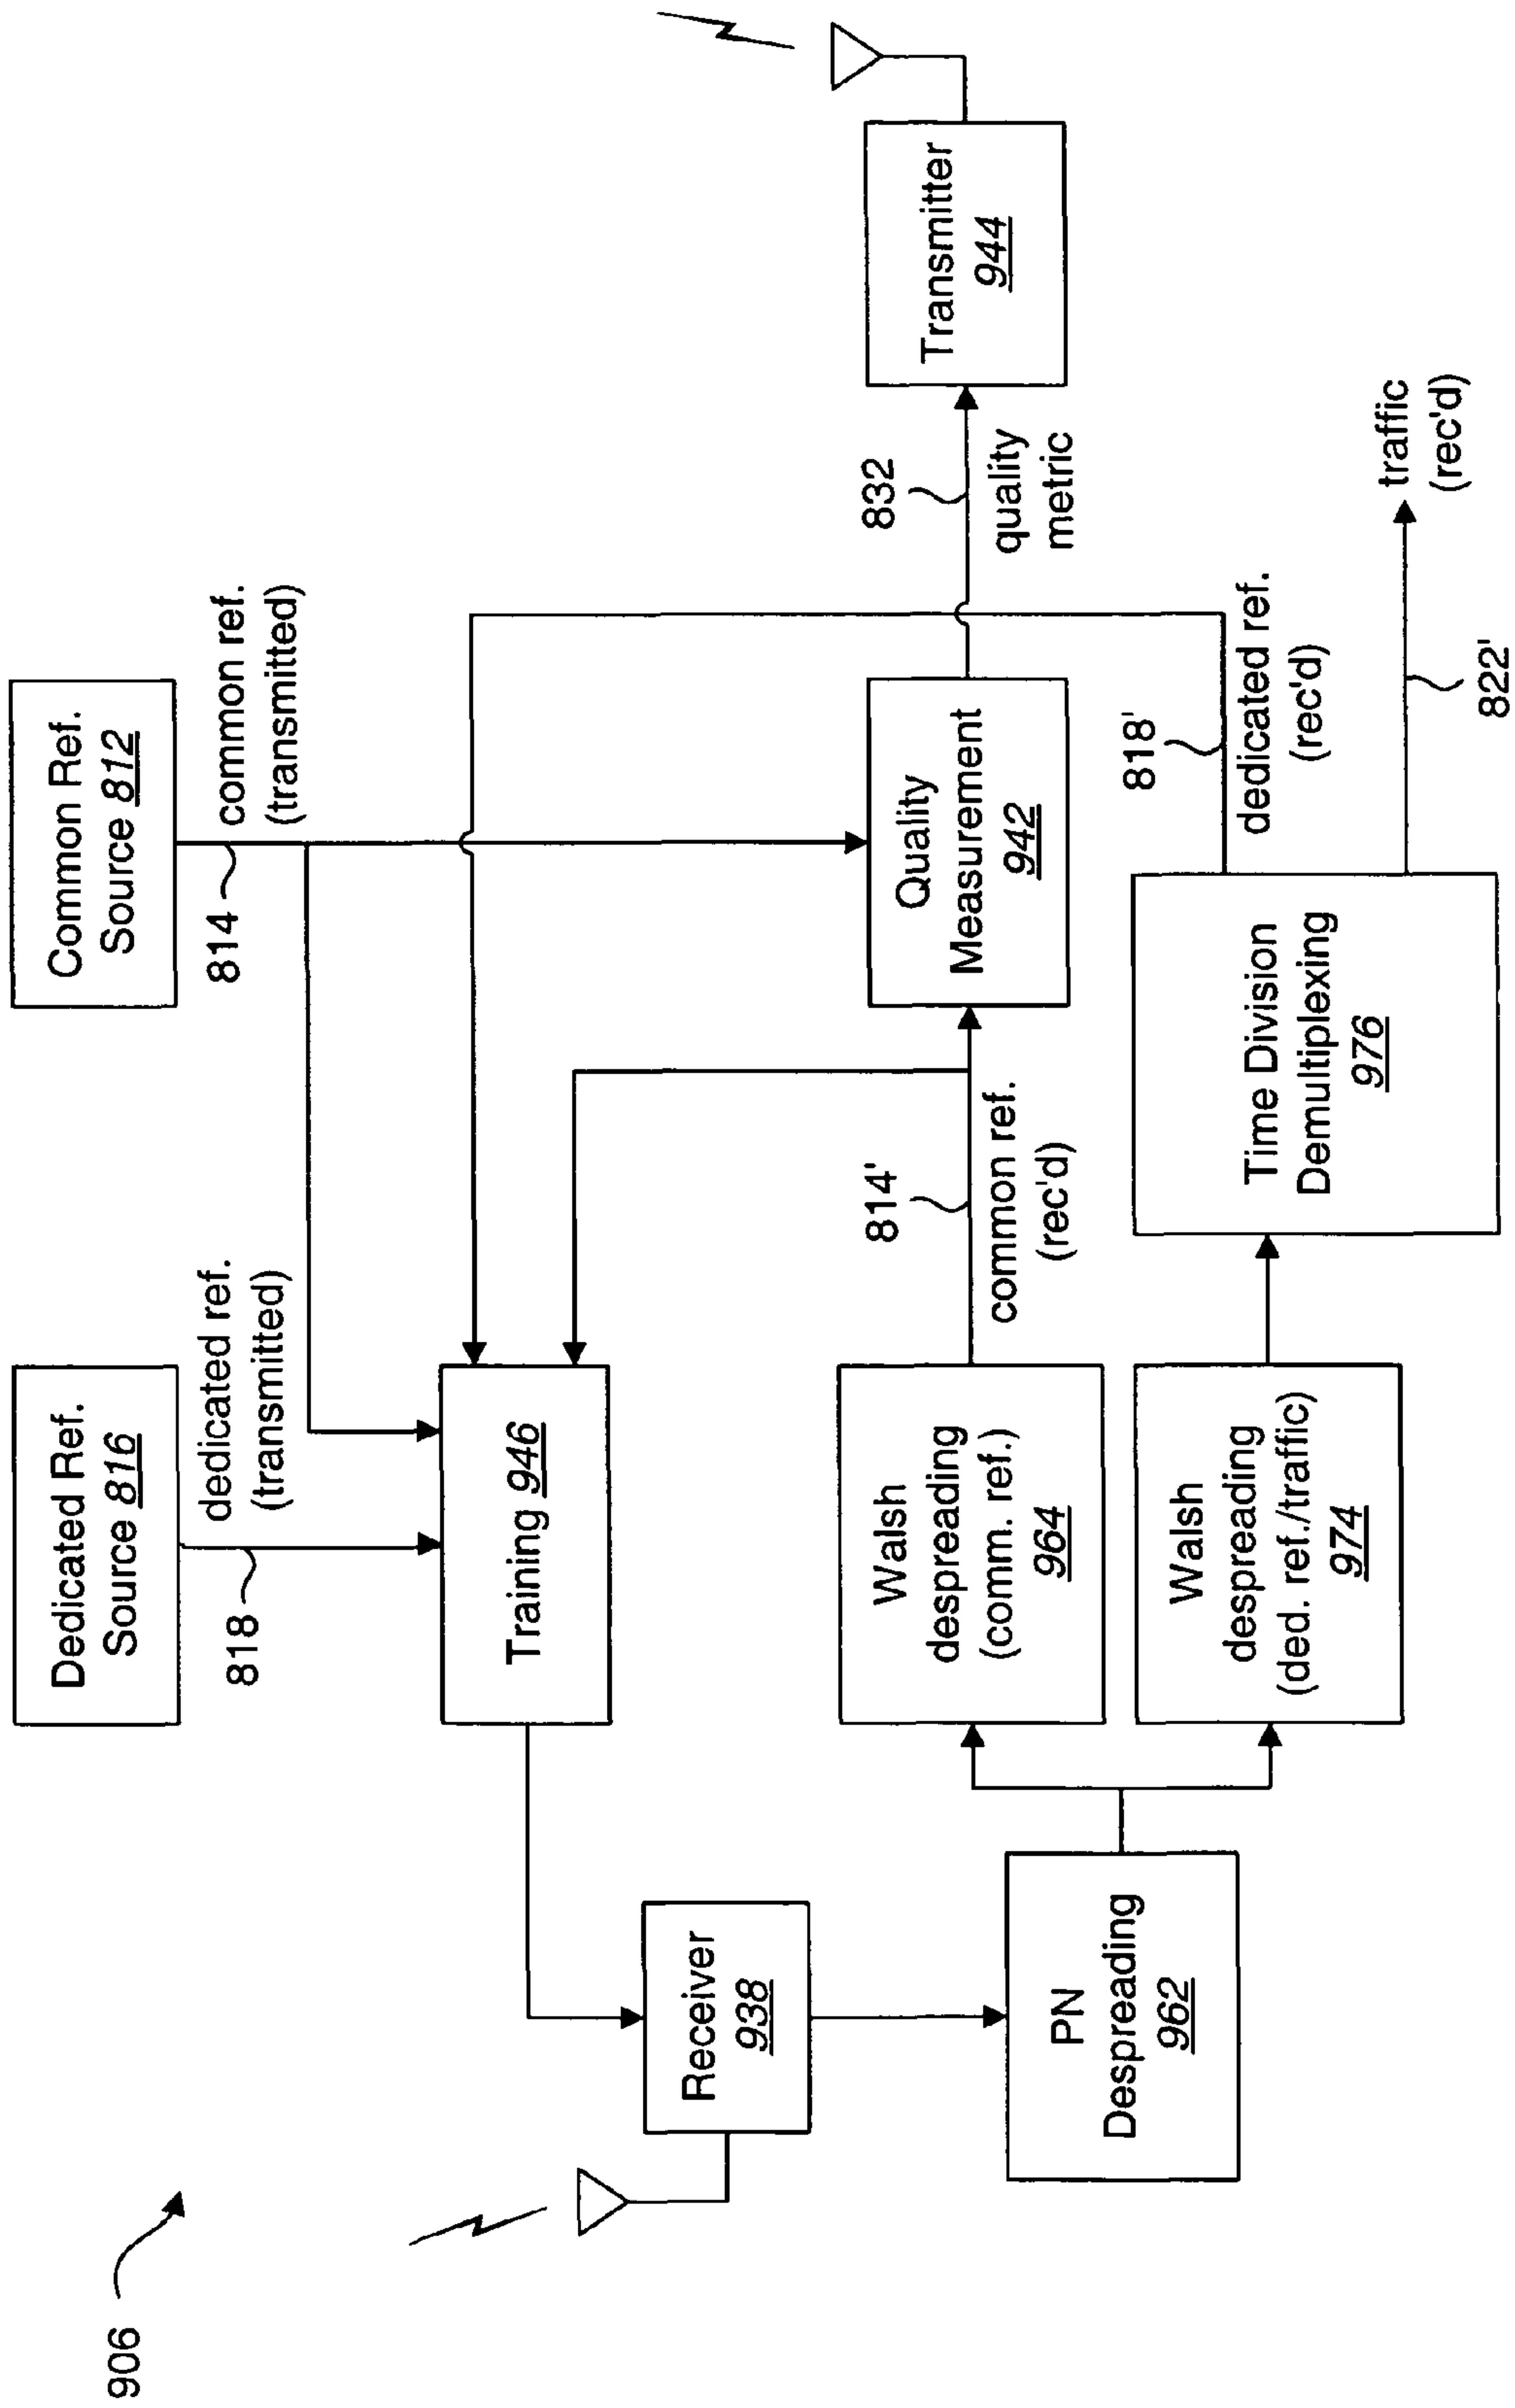 906
Dedicated Ref.
Source 816
Common Ref.
Source 812
818
dedicated ref.
(transmitted)
814
common ref.
(transmitted)
Training 946
Receiver
938
PN
Despreading
962
Walsh
despreading
(comm. ref.)
964
814'
common ref.
(rec'd)
Quality
Measurement
942
832
quality
metric
Transmitter
944
Walsh
despreading
(ded. ref./traffic)
974
Time Division
Demultiplexing
976
818'
dedicated ref.
(rec'd)
822'
traffic
(rec'd)